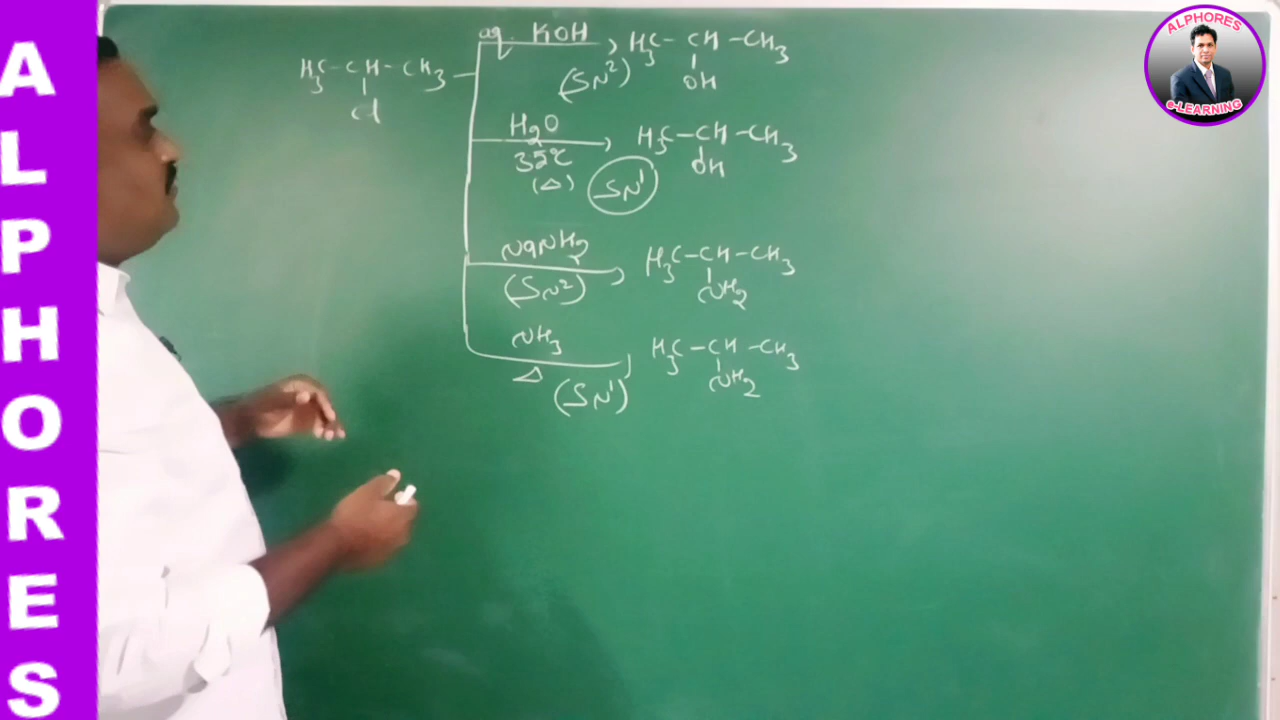 ALPHORES
ALPHORES
e-LEARNING
H3C-CH-CH3
Cl
aq. KOH
(SN2)
H3C-CH-CH3
OH
H2O
35℃
(Δ)
SN1
H3C-CH-CH3
OH
NaNH2
(SN2)
H3C-CH-CH3
NH2
NH3
Δ
(SN1)
H3C-CH-CH3
NH2